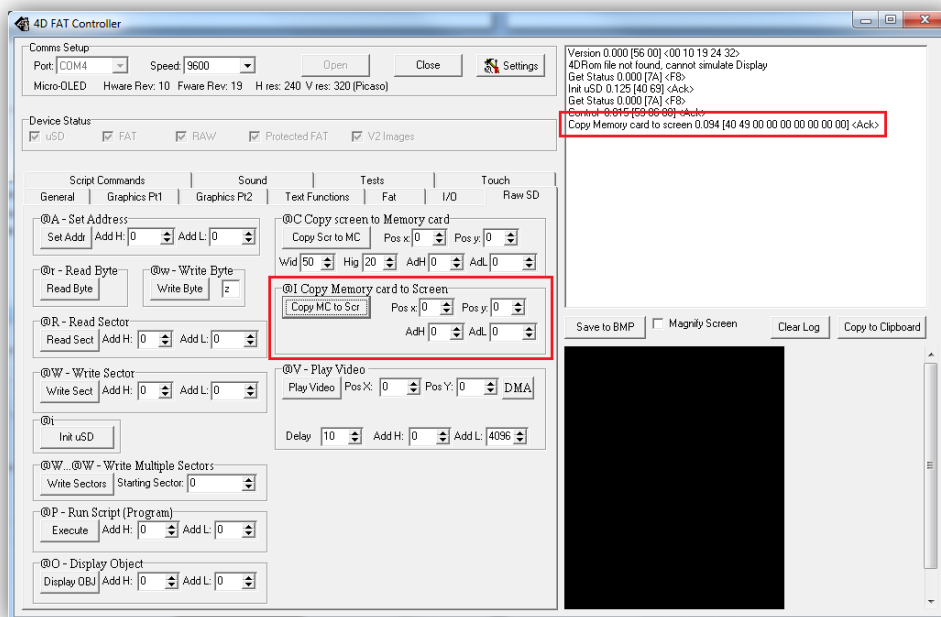 4D FAT Controller
Comms Setup
Port: COM4 Speed: 9600 Open Close Settings
Micro-OLED Hware Rev: 10 Fware Rev: 19 H res: 240 V res: 320 (Picaso)
Device Status
uSD FAT RAW Protected FAT V2 Images
Script Commands Sound Tests Touch
General Graphics Pt1 Graphics Pt2 Text Functions Fat I/O Raw SD
@A - Set Address
Set Addr Add H: 0 Add L: 0
@r - Read Byte @w - Write Byte
Read Byte Write Byte z
@R - Read Sector
Read Sect Add H: 0 Add L: 0
@W - Write Sector
Write Sect Add H: 0 Add L: 0
@i
Init uSD
@W...@W - Write Multiple Sectors
Write Sectors Starting Sector: 0
@P - Run Script (Program)
Execute Add H: 0 Add L: 0
@O - Display Object
Display OBJ Add H: 0 Add L: 0
@C Copy screen to Memory card
Copy Scr to MC Pos x: 0 Pos y: 0
Wid 50 Hig 20 AdH 0 AdL 0
@I Copy Memory card to Screen
Copy MC to Scr Pos x: 0 Pos y: 0
AdH 0 AdL 0
@V - Play Video
Play Video Pos X: 0 Pos Y: 0 DMA
Delay 10 Add H: 0 Add L: 4096
Version 0.000 [56 00] <00 10 19 24 32>
4DRom file not found, cannot simulate Display
Get Status 0.000 [7A] <F8>
Init uSD 0.125 [40 69] <Ack>
Get Status 0.000 [7A] <F8>
Control 0.015 [59 06 00] <Ack>
Copy Memory card to screen 0.094 [40 49 00 00 00 00 00 00 00 00] <Ack>
Save to BMP Magnify Screen Clear Log Copy to Clipboard